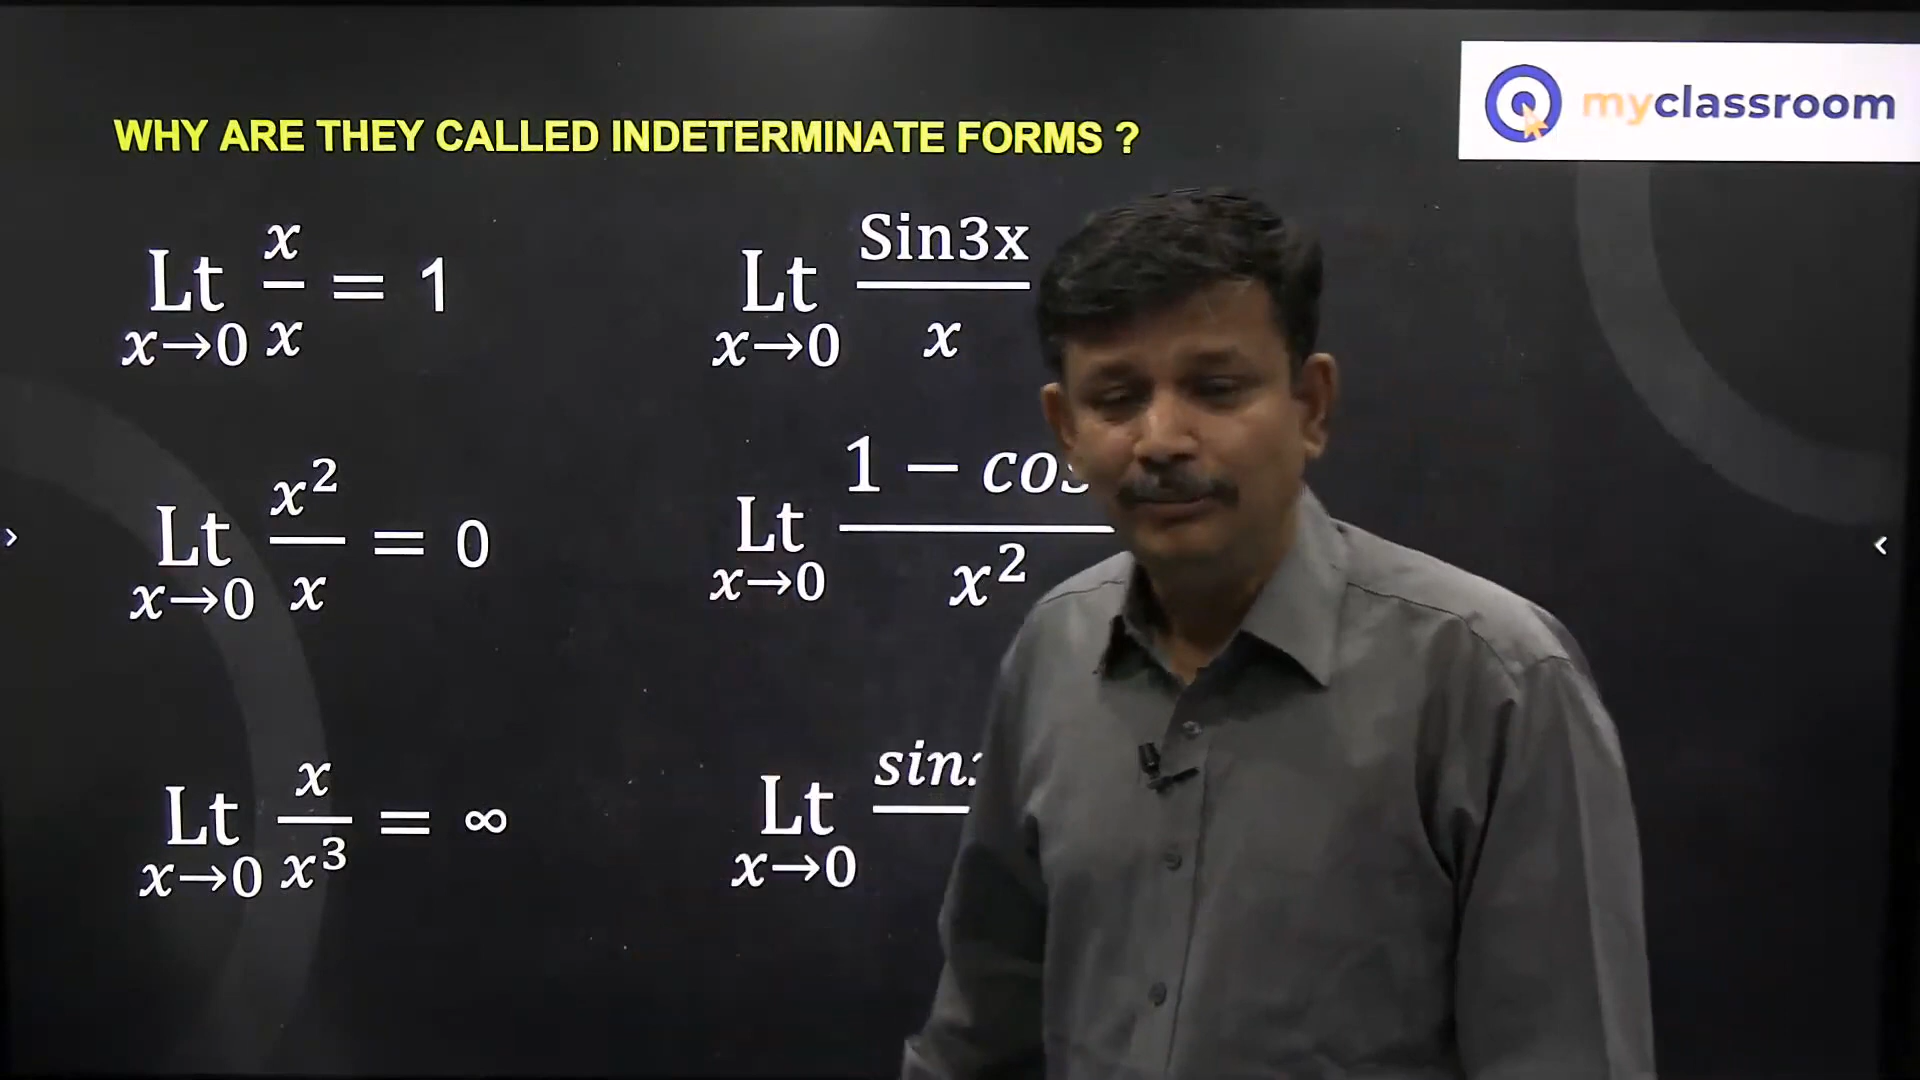 myclassroom
WHY ARE THEY CALLED INDETERMINATE FORMS ?
Lt x→0 x/x = 1
Lt x→0 Sin3x/x
Lt x→0 x²/x = 0
Lt x→0 1 − cos/x²
Lt x→0 x/x³ = ∞
Lt x→0 sin